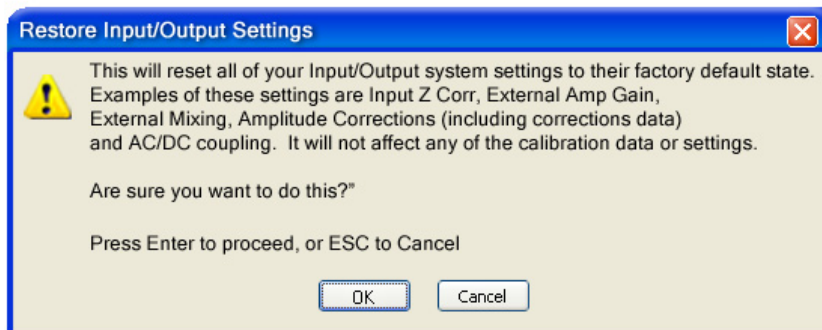 Restore Input/Output Settings
This will reset all of your Input/Output system settings to their factory default state.
Examples of these settings are Input Z Corr, External Amp Gain,
External Mixing, Amplitude Corrections (including corrections data)
and AC/DC coupling. It will not affect any of the calibration data or settings.
Are sure you want to do this?”
Press Enter to proceed, or ESC to Cancel
OK Cancel